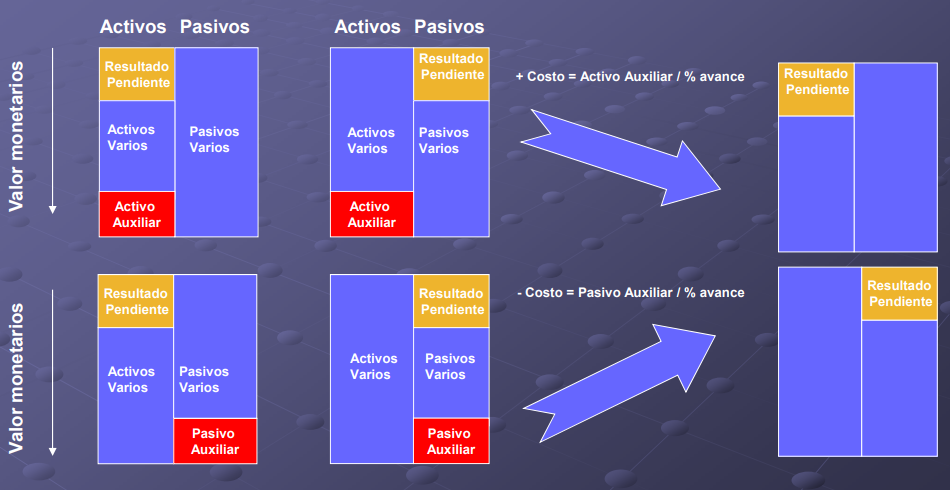 Activos Pasivos
Activos Pasivos
Valor monetarios
Resultado
Pendiente
Activos
Varios
Activo
Auxiliar
Pasivos
Varios
Activos
Varios
Activo
Auxiliar
Resultado
Pendiente
Pasivos
Varios
+ Costo = Activo Auxiliar / % avance
Resultado
Pendiente
Valor monetarios
Resultado
Pendiente
Activos
Varios
Pasivos
Varios
Pasivo
Auxiliar
Activos
Varios
Resultado
Pendiente
Pasivos
Varios
Pasivo
Auxiliar
- Costo = Pasivo Auxiliar / % avance
Resultado
Pendiente